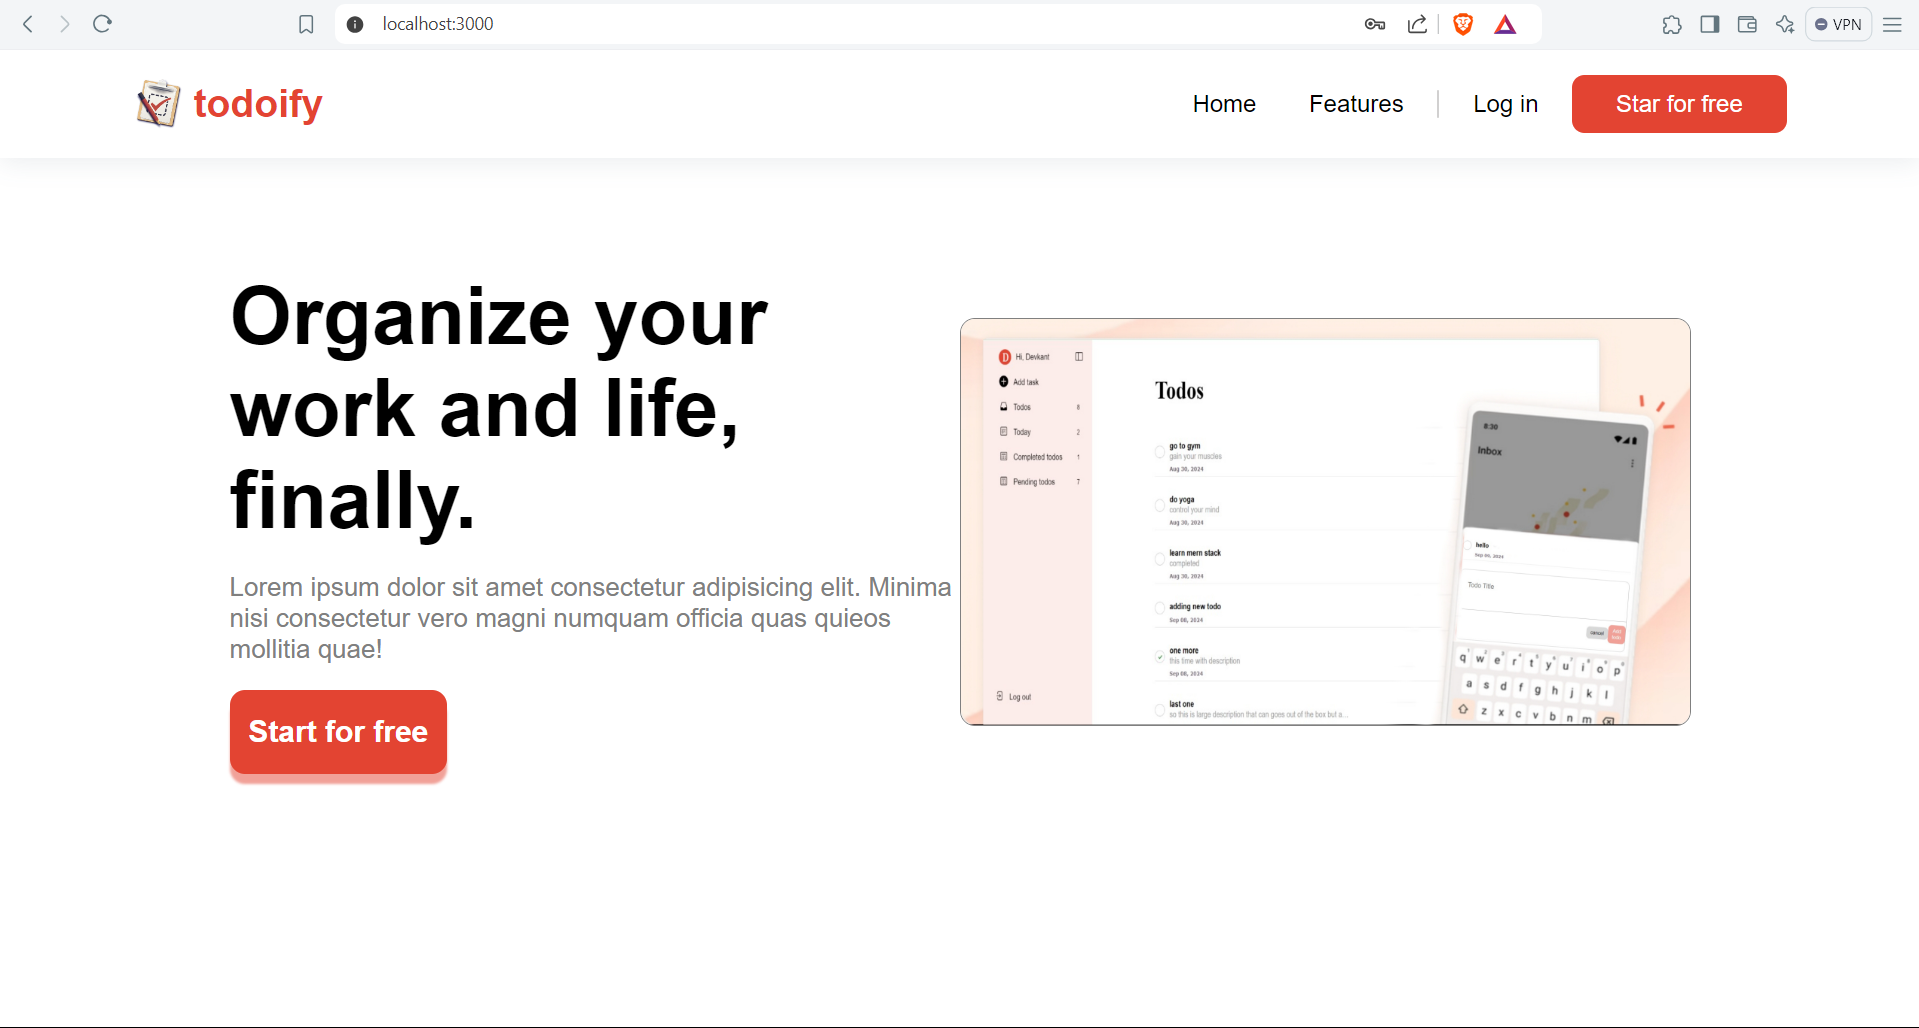 localhost:3000
VPN
todoify
Home
Features
Log in
Star for free
Organize your
work and life,
finally.
Lorem ipsum dolor sit amet consectetur adipisicing elit. Minima
nisi consectetur vero magni numquam officia quas quieos
mollitia quae!
Start for free
D Hi, Devkant
Add task
Todos 8
Today 2
Completed todos 1
Pending todos 7
Log out
Todos
go to gym
gain your muscles
Aug 30, 2024
do yoga
control your mind
Aug 30, 2024
learn mern stack
completed
Aug 30, 2024
adding new todo
Sep 08, 2024
one more
this time with description
Sep 08, 2024
last one
so this is large description that can goes out of the box but a...
8:30
Inbox
hello
Todo Title
cancel
q w e r t y u i o p
a s d f g h j k l
z x c v b n m